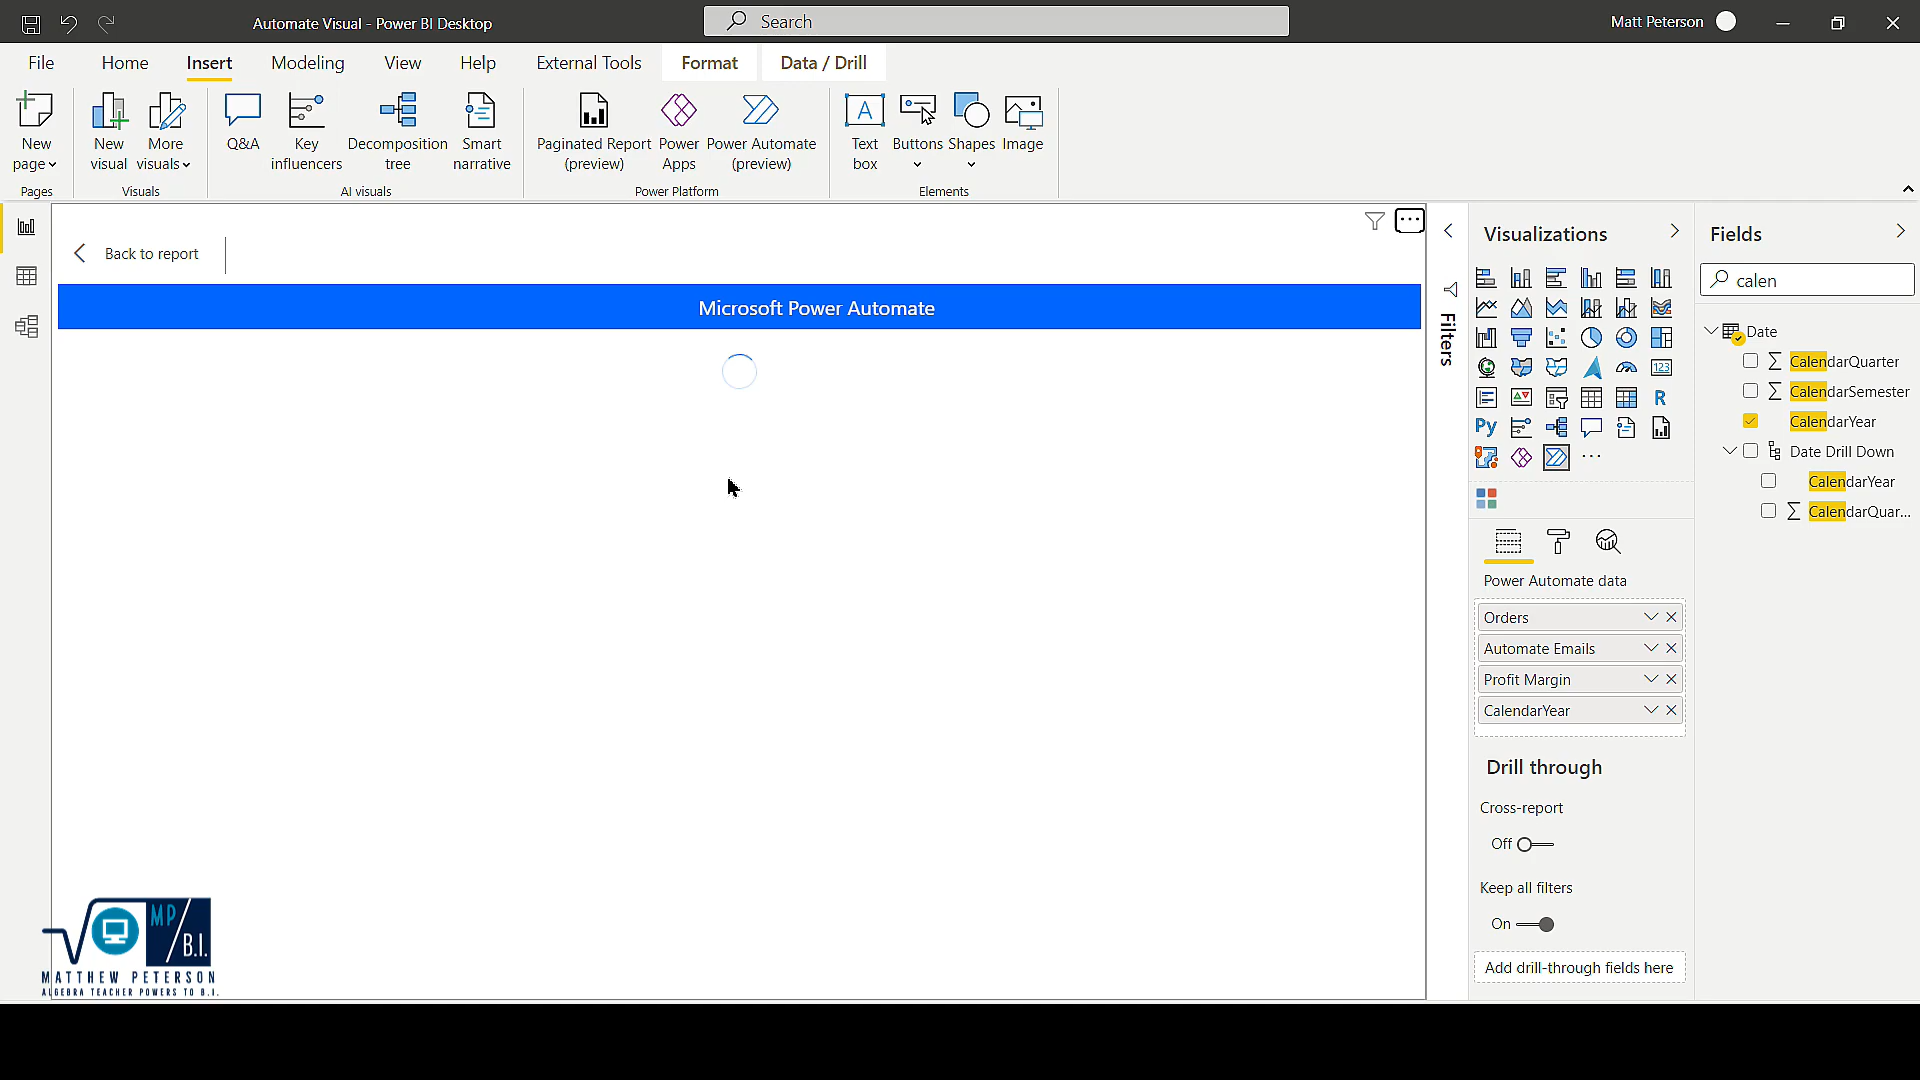 Automate Visual - Power BI Desktop
Search
Matt Peterson
File Home Insert Modeling View Help External Tools Format Data / Drill
New page
New visual
More visuals
Q&A
Key influencers
Decomposition tree
Smart narrative
Paginated Report (preview)
Power Apps
Power Automate (preview)
Text box
Buttons
Shapes
Image
Pages
Visuals
AI visuals
Power Platform
Elements
Back to report
Microsoft Power Automate
Filters
Visualizations
R
Py
123
Power Automate data
Orders
Automate Emails
Profit Margin
CalendarYear
Drill through
Cross-report
Off
Keep all filters
On
Add drill-through fields here
Fields
calen
Date
CalendarQuarter
CalendarSemester
CalendarYear
Date Drill Down
CalendarYear
CalendarQuar...
MP/B.I.
MATTHEW PETERSON
ALGEBRA TEACHER POWERS TO B.I.